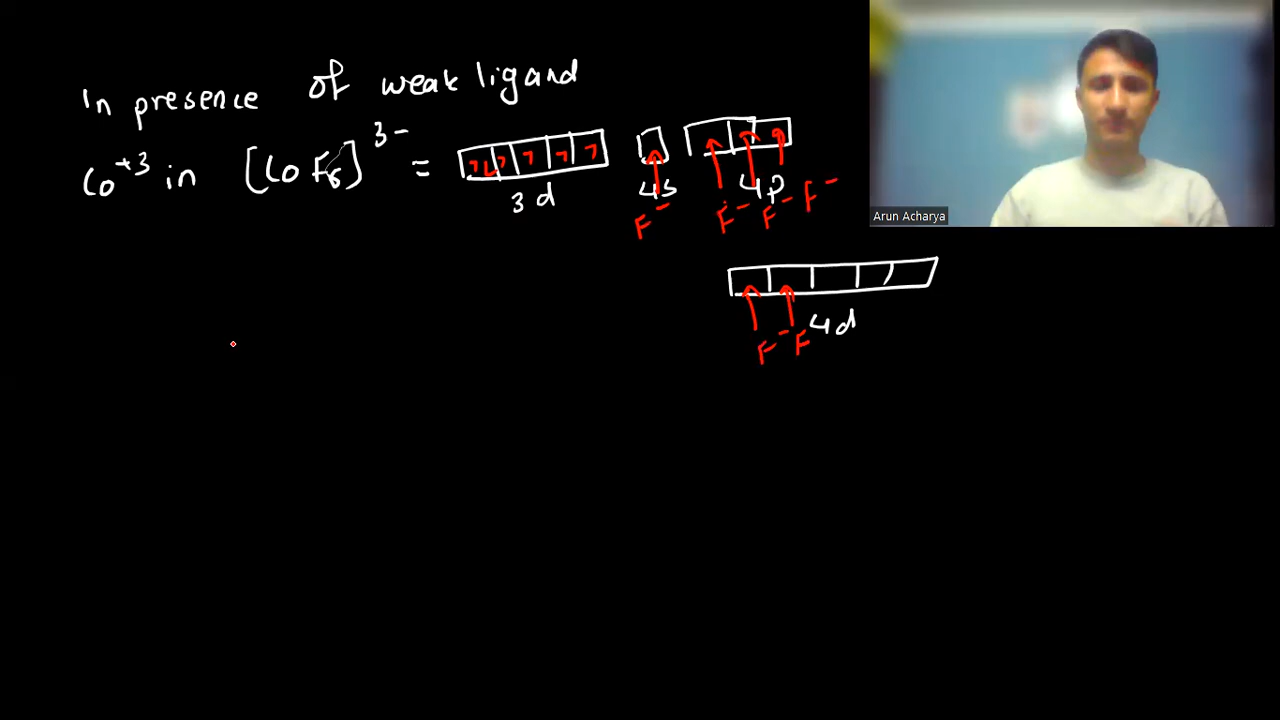 In presence of weak ligand
Co+3 in [CoF6]3- =
3d 4s 4p
F- F- F- F-
4d
F- F
Arun Acharya